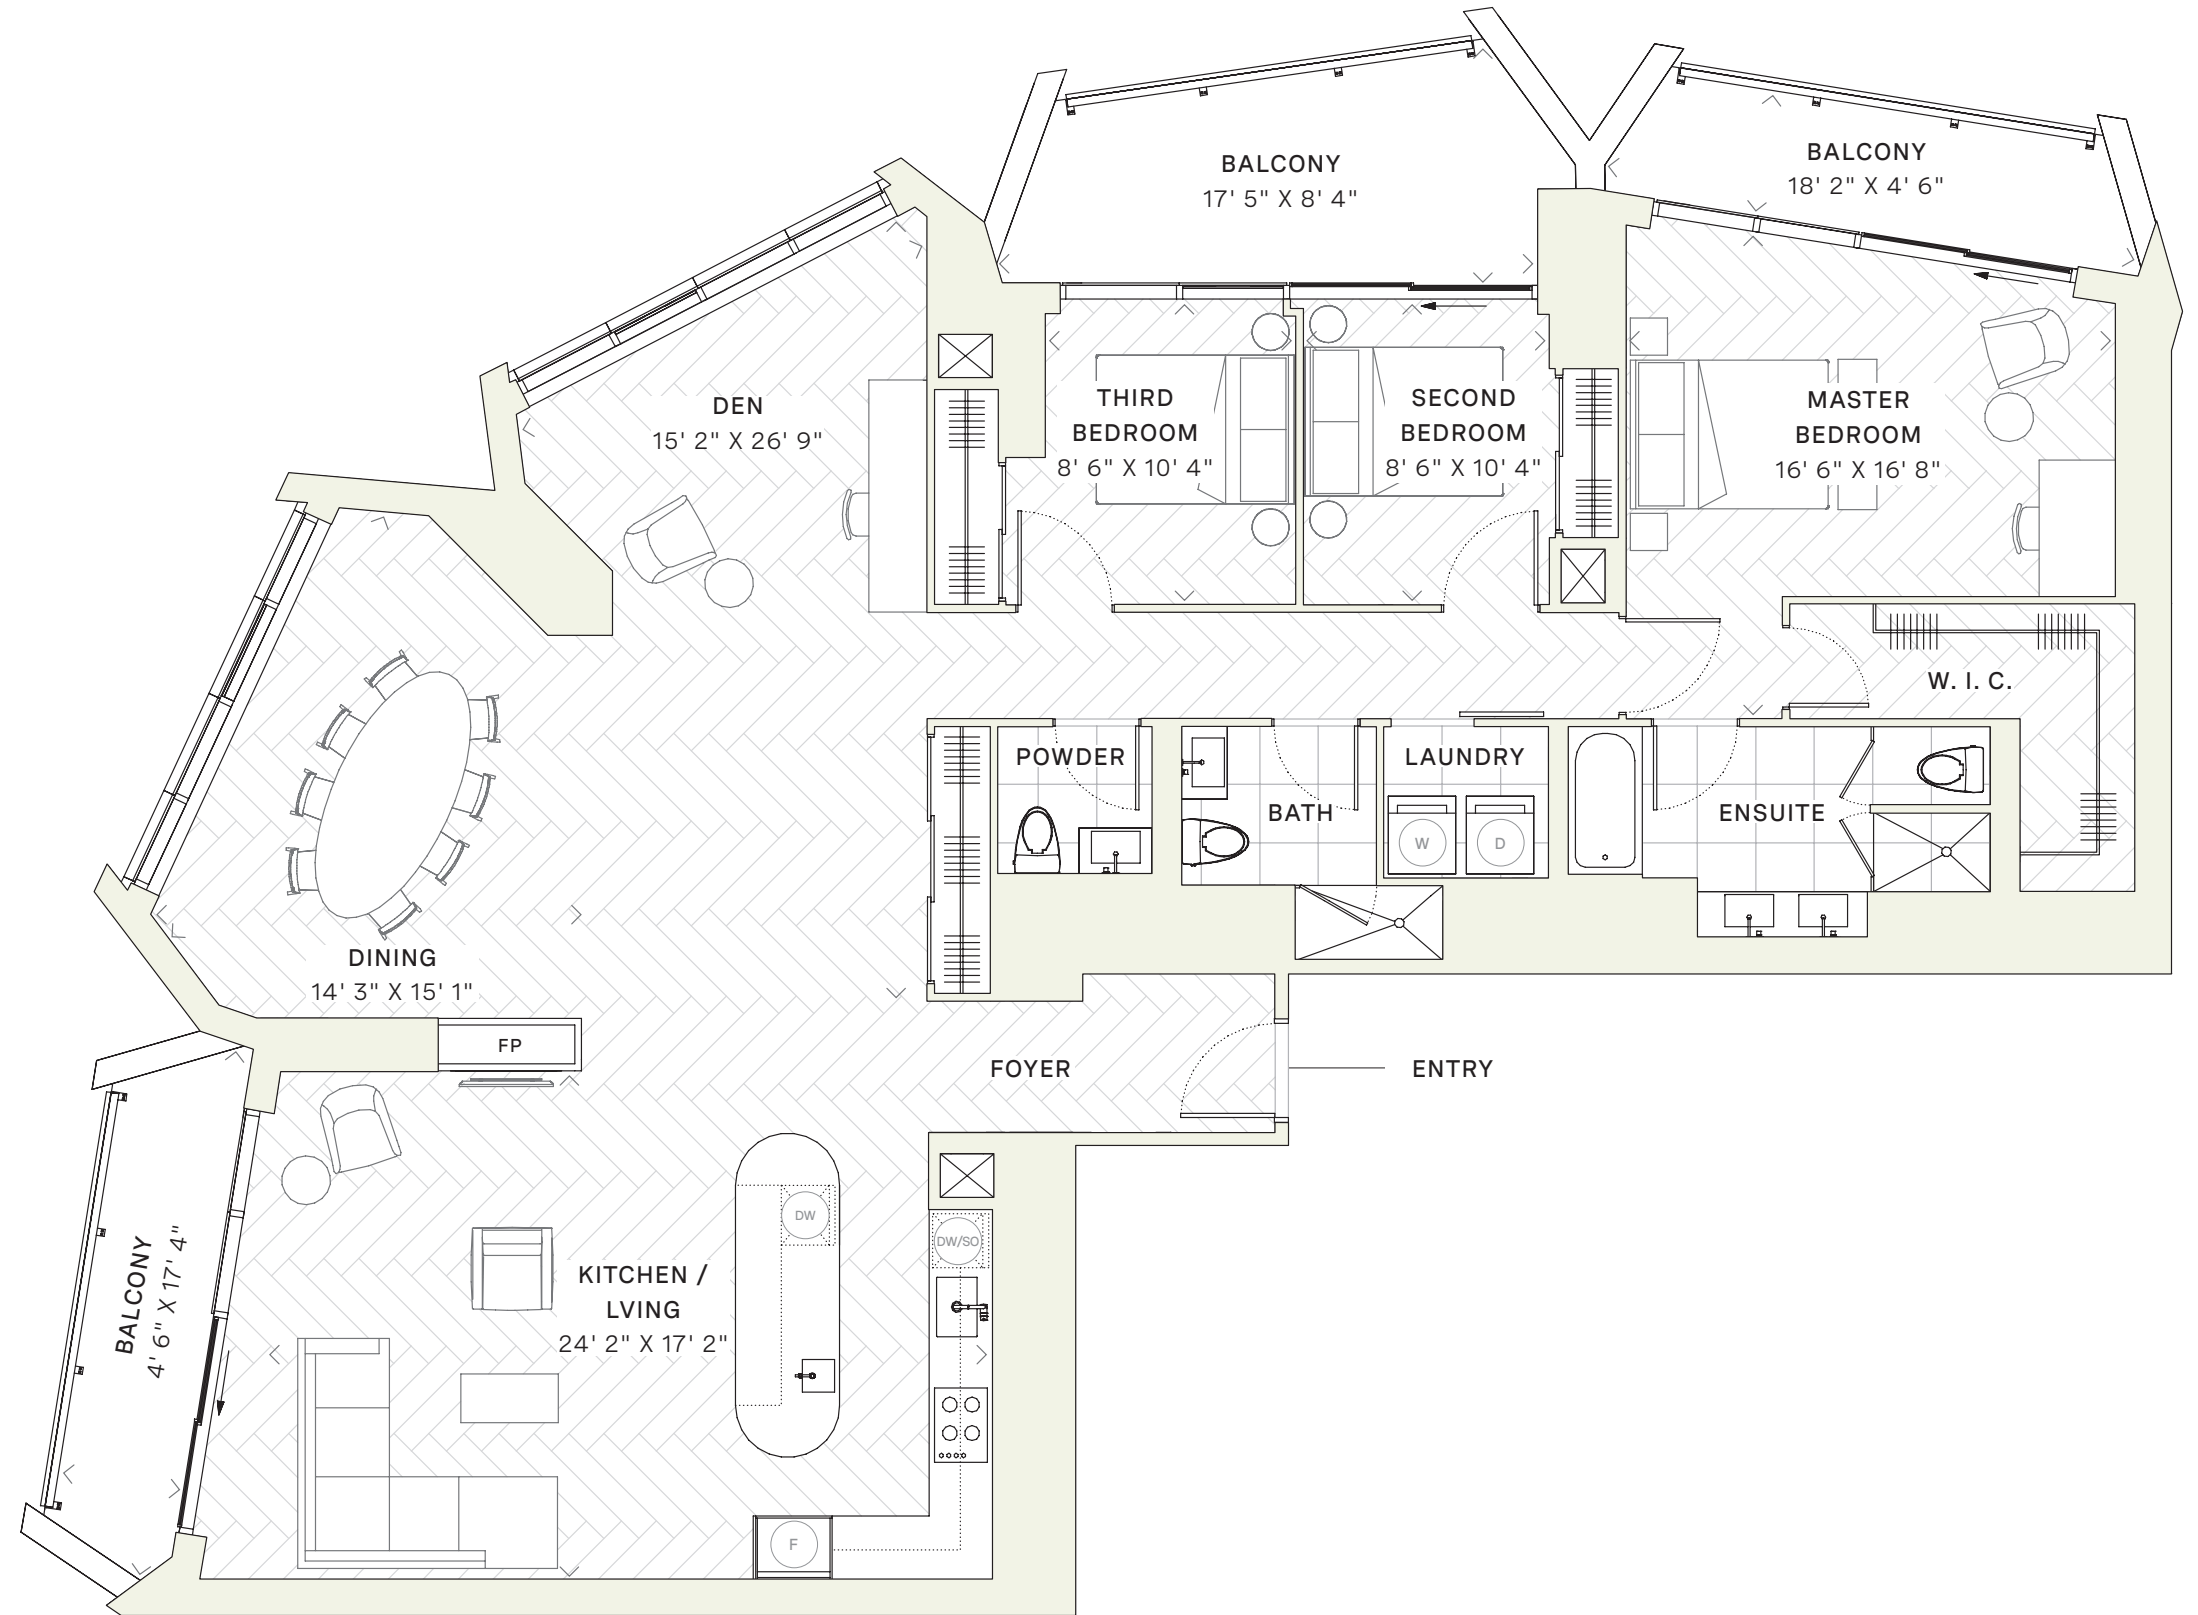 BALCONY
17' 5" X 8' 4"
BALCONY
18' 2" X 4' 6"
DEN
15' 2" X 26' 9"
THIRD
BEDROOM
8' 6" X 10' 4"
SECOND
BEDROOM
8' 6" X 10' 4"
MASTER
BEDROOM
16' 6" X 16' 8"
W. I. C.
POWDER
BATH
LAUNDRY
W
D
ENSUITE
DINING
14' 3" X 15' 1"
FP
FOYER
ENTRY
BALCONY
4' 6" X 17' 4"
KITCHEN /
LVING
24' 2" X 17' 2"
DW
DW/SO
F